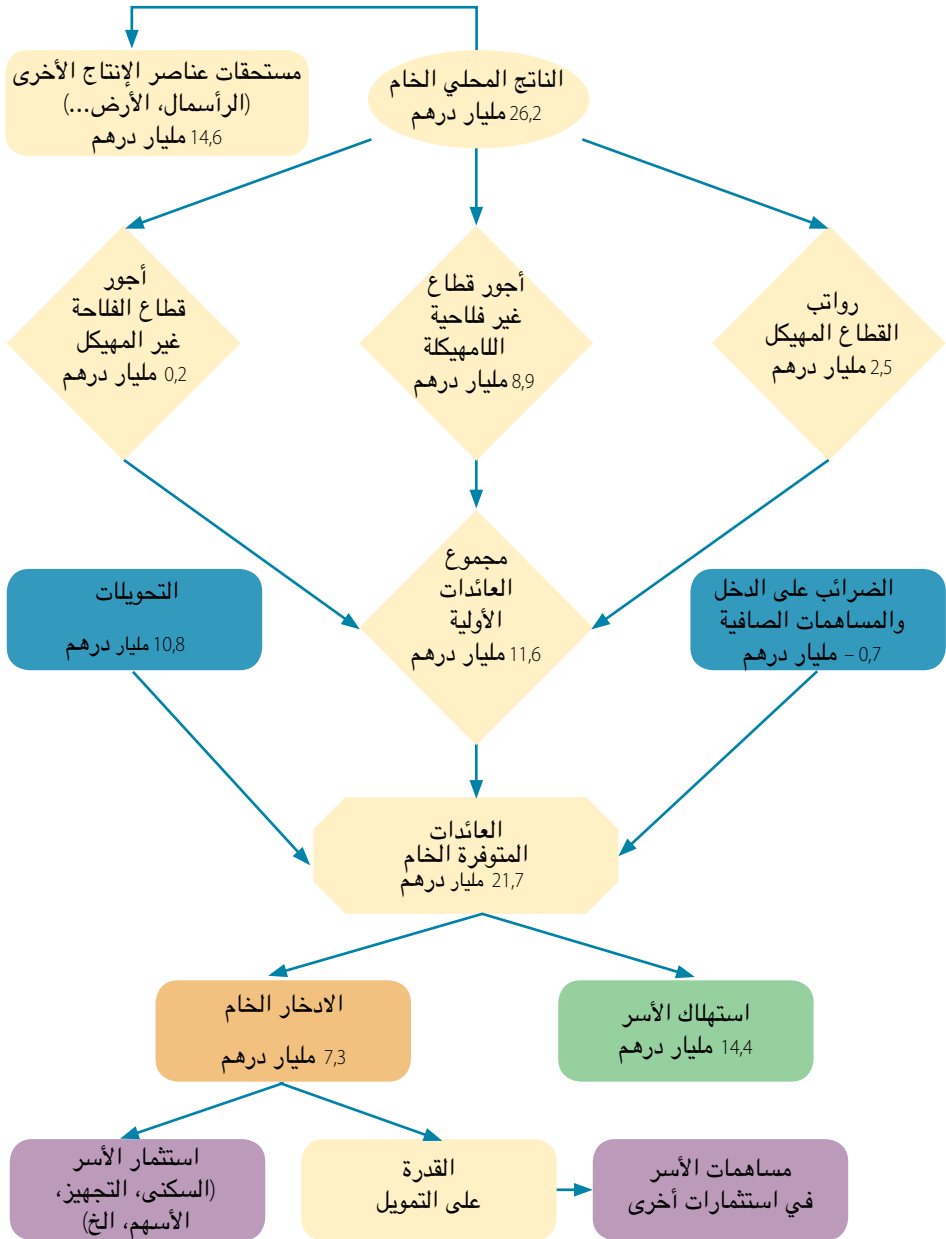 مستحقات عناصر الإنتاج الأخرى
(الرأسمال، الأرض...)
14,6 مليار درهم
الناتج المحلي الخام
26,2 مليار درهم
رواتب
القطاع المهيكل
2,5 مليار درهم
أجور قطاع
غير فلاحية
اللامهيكلة
8,9 مليار درهم
أجور
قطاع الفلاحة
غير المهيكل
0,2 مليار درهم
الضرائب على الدخل
والمساهمات الصافية
0,7 – مليار درهم
مجموع
العائدات
الأولية
11,6 مليار درهم
التحويلات
10,8 مليار درهم
العائدات
المتوفرة الخام
21,7 مليار درهم
استهلاك الأسر
14,4 مليار درهم
الادخار الخام
7,3 مليار درهم
مساهمات الأسر
في استثمارات أخرى
القدرة
على التمويل
استثمار الأسر
(السكنى، التجهيز،
الأسهم، الخ)